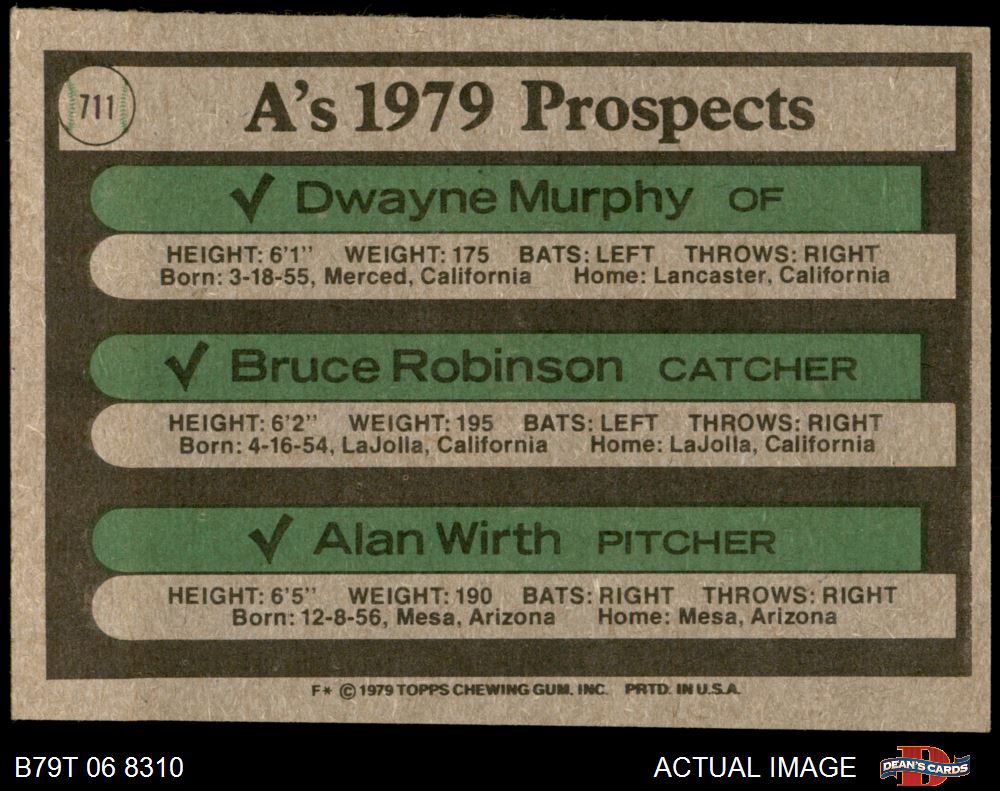 711
A's 1979 Prospects
✓ Dwayne Murphy OF
HEIGHT: 6'1" WEIGHT: 175 BATS: LEFT THROWS: RIGHT
Born: 3-18-55, Merced, California Home: Lancaster, California
✓ Bruce Robinson CATCHER
HEIGHT: 6'2" WEIGHT: 195 BATS: LEFT THROWS: RIGHT
Born: 4-16-54, LaJolla, California Home: LaJolla, California
✓ Alan Wirth PITCHER
HEIGHT: 6'5" WEIGHT: 190 BATS: RIGHT THROWS: RIGHT
Born: 12-8-56, Mesa, Arizona Home: Mesa, Arizona
F* © 1979 TOPPS CHEWING GUM, INC. PRTD. IN U.S.A.
B79T 06 8310
ACTUAL IMAGE
D
DEAN'S CARDS